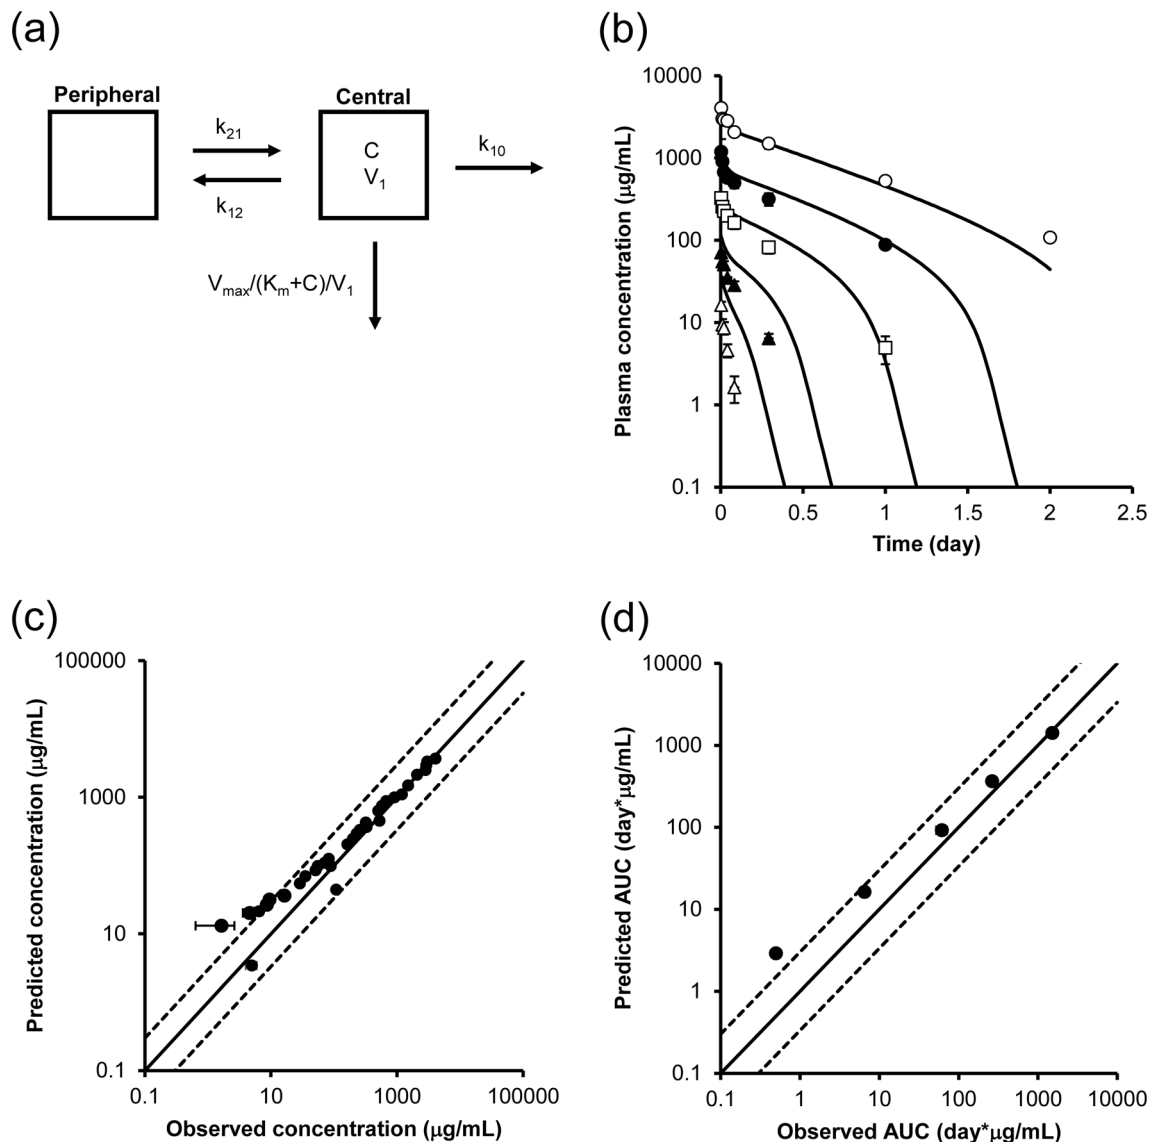 (a)
Peripheral
Central
k21
k12
C
V1
k10
Vmax/(Km+C)/V1
(b)
Plasma concentration (µg/mL)
10000
1000
100
10
1
0.1
0
0.5
1
1.5
2
2.5
Time (day)
(c)
Predicted concentration (µg/mL)
100000
1000
10
0.1
0.1
10
1000
100000
Observed concentration (µg/mL)
(d)
Predicted AUC (day*µg/mL)
10000
1000
100
10
1
0.1
0.1
1
10
100
1000
10000
Observed AUC (day*µg/mL)